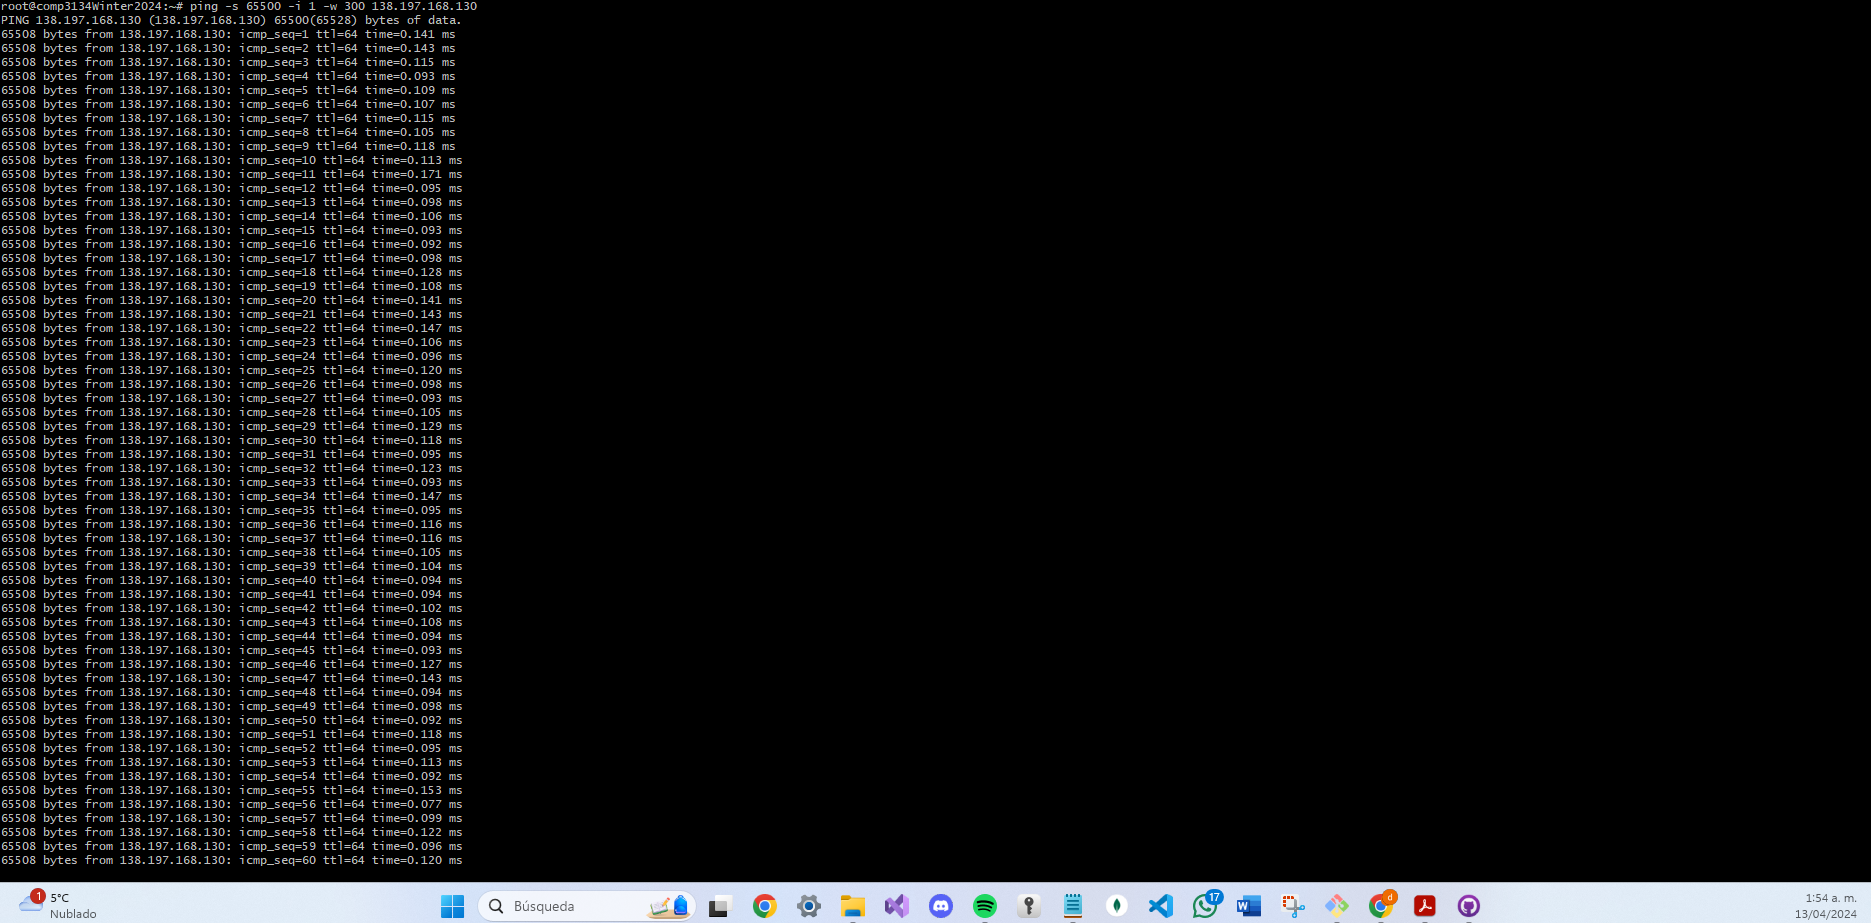 root@comp3134Winter2024:~# ping -s 65500 -i 1 -w 300 138.197.168.130
PING 138.197.168.130 (138.197.168.130) 65500(65528) bytes of data.
65508 bytes from 138.197.168.130: icmp_seq=1 ttl=64 time=0.141 ms
65508 bytes from 138.197.168.130: icmp_seq=2 ttl=64 time=0.143 ms
65508 bytes from 138.197.168.130: icmp_seq=3 ttl=64 time=0.115 ms
65508 bytes from 138.197.168.130: icmp_seq=4 ttl=64 time=0.093 ms
65508 bytes from 138.197.168.130: icmp_seq=5 ttl=64 time=0.109 ms
65508 bytes from 138.197.168.130: icmp_seq=6 ttl=64 time=0.107 ms
65508 bytes from 138.197.168.130: icmp_seq=7 ttl=64 time=0.115 ms
65508 bytes from 138.197.168.130: icmp_seq=8 ttl=64 time=0.105 ms
65508 bytes from 138.197.168.130: icmp_seq=9 ttl=64 time=0.118 ms
65508 bytes from 138.197.168.130: icmp_seq=10 ttl=64 time=0.113 ms
65508 bytes from 138.197.168.130: icmp_seq=11 ttl=64 time=0.171 ms
65508 bytes from 138.197.168.130: icmp_seq=12 ttl=64 time=0.095 ms
65508 bytes from 138.197.168.130: icmp_seq=13 ttl=64 time=0.098 ms
65508 bytes from 138.197.168.130: icmp_seq=14 ttl=64 time=0.106 ms
65508 bytes from 138.197.168.130: icmp_seq=15 ttl=64 time=0.093 ms
65508 bytes from 138.197.168.130: icmp_seq=16 ttl=64 time=0.092 ms
65508 bytes from 138.197.168.130: icmp_seq=17 ttl=64 time=0.098 ms
65508 bytes from 138.197.168.130: icmp_seq=18 ttl=64 time=0.128 ms
65508 bytes from 138.197.168.130: icmp_seq=19 ttl=64 time=0.108 ms
65508 bytes from 138.197.168.130: icmp_seq=20 ttl=64 time=0.141 ms
65508 bytes from 138.197.168.130: icmp_seq=21 ttl=64 time=0.143 ms
65508 bytes from 138.197.168.130: icmp_seq=22 ttl=64 time=0.147 ms
65508 bytes from 138.197.168.130: icmp_seq=23 ttl=64 time=0.106 ms
65508 bytes from 138.197.168.130: icmp_seq=24 ttl=64 time=0.096 ms
65508 bytes from 138.197.168.130: icmp_seq=25 ttl=64 time=0.120 ms
65508 bytes from 138.197.168.130: icmp_seq=26 ttl=64 time=0.098 ms
65508 bytes from 138.197.168.130: icmp_seq=27 ttl=64 time=0.093 ms
65508 bytes from 138.197.168.130: icmp_seq=28 ttl=64 time=0.105 ms
65508 bytes from 138.197.168.130: icmp_seq=29 ttl=64 time=0.129 ms
65508 bytes from 138.197.168.130: icmp_seq=30 ttl=64 time=0.118 ms
65508 bytes from 138.197.168.130: icmp_seq=31 ttl=64 time=0.095 ms
65508 bytes from 138.197.168.130: icmp_seq=32 ttl=64 time=0.123 ms
65508 bytes from 138.197.168.130: icmp_seq=33 ttl=64 time=0.093 ms
65508 bytes from 138.197.168.130: icmp_seq=34 ttl=64 time=0.147 ms
65508 bytes from 138.197.168.130: icmp_seq=35 ttl=64 time=0.095 ms
65508 bytes from 138.197.168.130: icmp_seq=36 ttl=64 time=0.116 ms
65508 bytes from 138.197.168.130: icmp_seq=37 ttl=64 time=0.116 ms
65508 bytes from 138.197.168.130: icmp_seq=38 ttl=64 time=0.105 ms
65508 bytes from 138.197.168.130: icmp_seq=39 ttl=64 time=0.104 ms
65508 bytes from 138.197.168.130: icmp_seq=40 ttl=64 time=0.094 ms
65508 bytes from 138.197.168.130: icmp_seq=41 ttl=64 time=0.094 ms
65508 bytes from 138.197.168.130: icmp_seq=42 ttl=64 time=0.102 ms
65508 bytes from 138.197.168.130: icmp_seq=43 ttl=64 time=0.108 ms
65508 bytes from 138.197.168.130: icmp_seq=44 ttl=64 time=0.094 ms
65508 bytes from 138.197.168.130: icmp_seq=45 ttl=64 time=0.093 ms
65508 bytes from 138.197.168.130: icmp_seq=46 ttl=64 time=0.127 ms
65508 bytes from 138.197.168.130: icmp_seq=47 ttl=64 time=0.143 ms
65508 bytes from 138.197.168.130: icmp_seq=48 ttl=64 time=0.094 ms
65508 bytes from 138.197.168.130: icmp_seq=49 ttl=64 time=0.098 ms
65508 bytes from 138.197.168.130: icmp_seq=50 ttl=64 time=0.092 ms
65508 bytes from 138.197.168.130: icmp_seq=51 ttl=64 time=0.118 ms
65508 bytes from 138.197.168.130: icmp_seq=52 ttl=64 time=0.095 ms
65508 bytes from 138.197.168.130: icmp_seq=53 ttl=64 time=0.113 ms
65508 bytes from 138.197.168.130: icmp_seq=54 ttl=64 time=0.092 ms
65508 bytes from 138.197.168.130: icmp_seq=55 ttl=64 time=0.153 ms
65508 bytes from 138.197.168.130: icmp_seq=56 ttl=64 time=0.077 ms
65508 bytes from 138.197.168.130: icmp_seq=57 ttl=64 time=0.099 ms
65508 bytes from 138.197.168.130: icmp_seq=58 ttl=64 time=0.122 ms
65508 bytes from 138.197.168.130: icmp_seq=59 ttl=64 time=0.096 ms
65508 bytes from 138.197.168.130: icmp_seq=60 ttl=64 time=0.120 ms
1
5°C
Nublado
Búsqueda
17
W
d
1:54 a. m.
13/04/2024